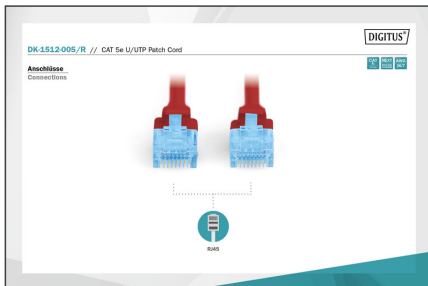 DIGITUS®
DK-1512-005/R // CAT 5e U/UTP Patch Cord
Anschlüsse
Connections
RJ45